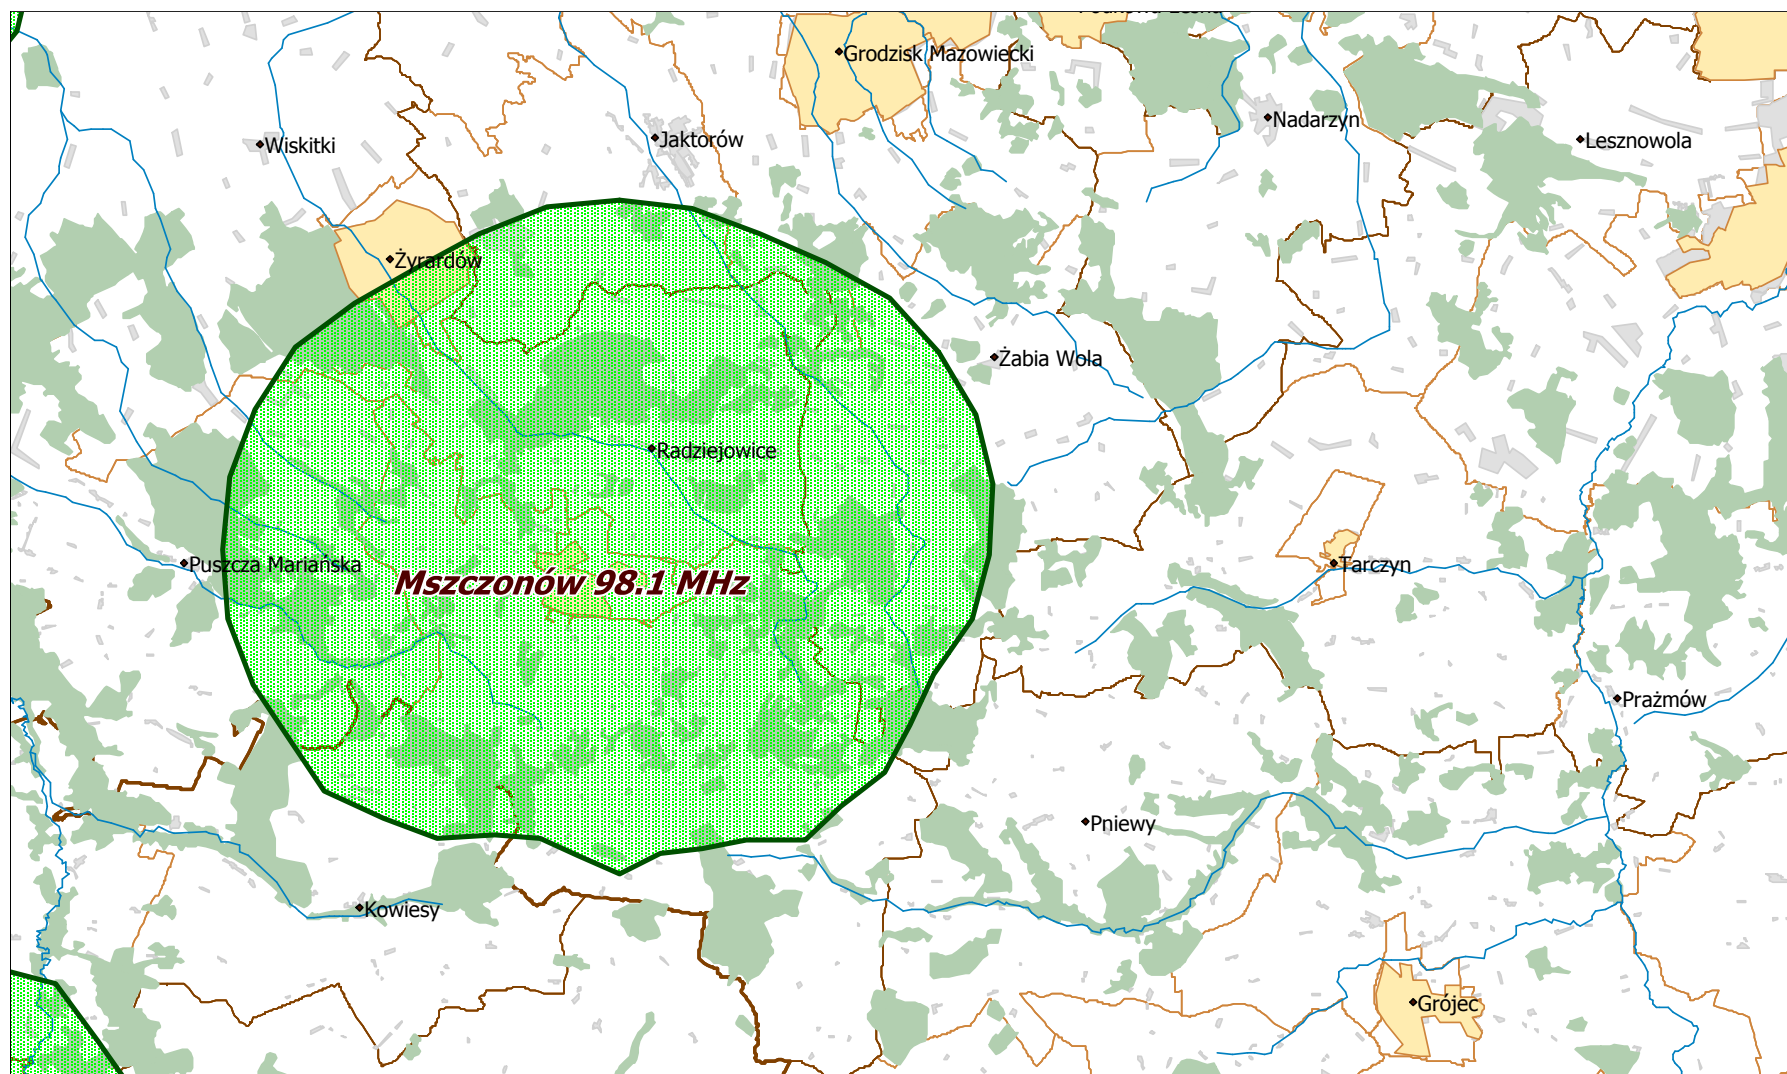 Grodzisk Mazowiecki
Nadarzyn
Jaktorów
Lesznowola
Wiskitki
Żyrardów
Żabia Wola
Radziejowice
Puszcza Mariańska
Tarczyn
Mszczonów 98.1 MHz
Prażmów
Pniewy
Kowiesy
Grójec